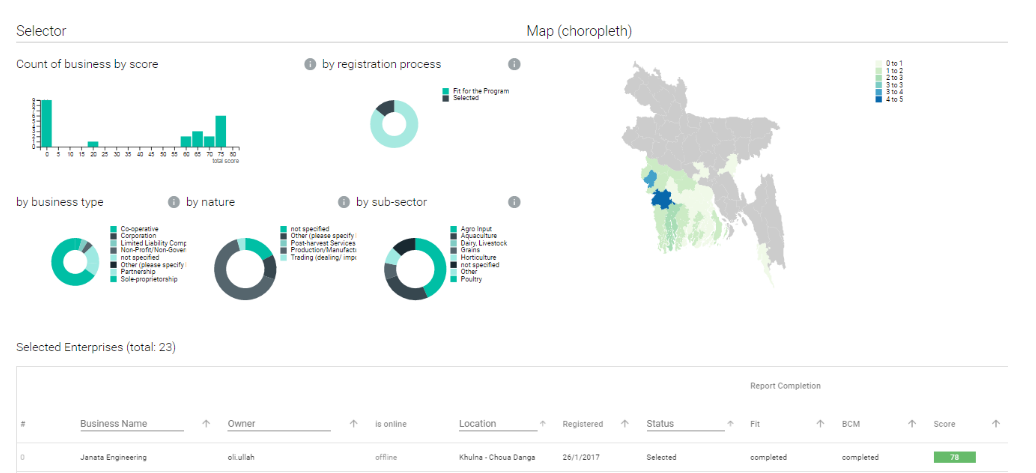 Selector
Map (choropleth)
Count of business by score
by registration process
Fit for the Program
Selected
0 5 10 15 20 25 30 35 40 45 50 55 60 65 70 75 80
total score
0 to 1
1 to 2
2 to 3
3 to 3
3 to 4
4 to 5
by business type
Co-operative
Corporation
Limited Liability Comp
Non-Profit/Non-Gover
not specified
Other (please specify
Partnership
Sole-proprietorship
by nature
not specified
Other (please specify
Post-harvest Services
Production/Manufactu
Trading (dealing/ impo
by sub-sector
Agro Input
Aquaculture
Dairy, Livestock
Grains
Horticulture
not specified
Other
Poultry
Selected Enterprises (total: 23)
Report Completion
# Business Name Owner is online Location Registered Status Fit BCM Score
0 Janata Engineering oli.ullah offline Khulna - Choua Danga 26/1/2017 Selected completed completed 78